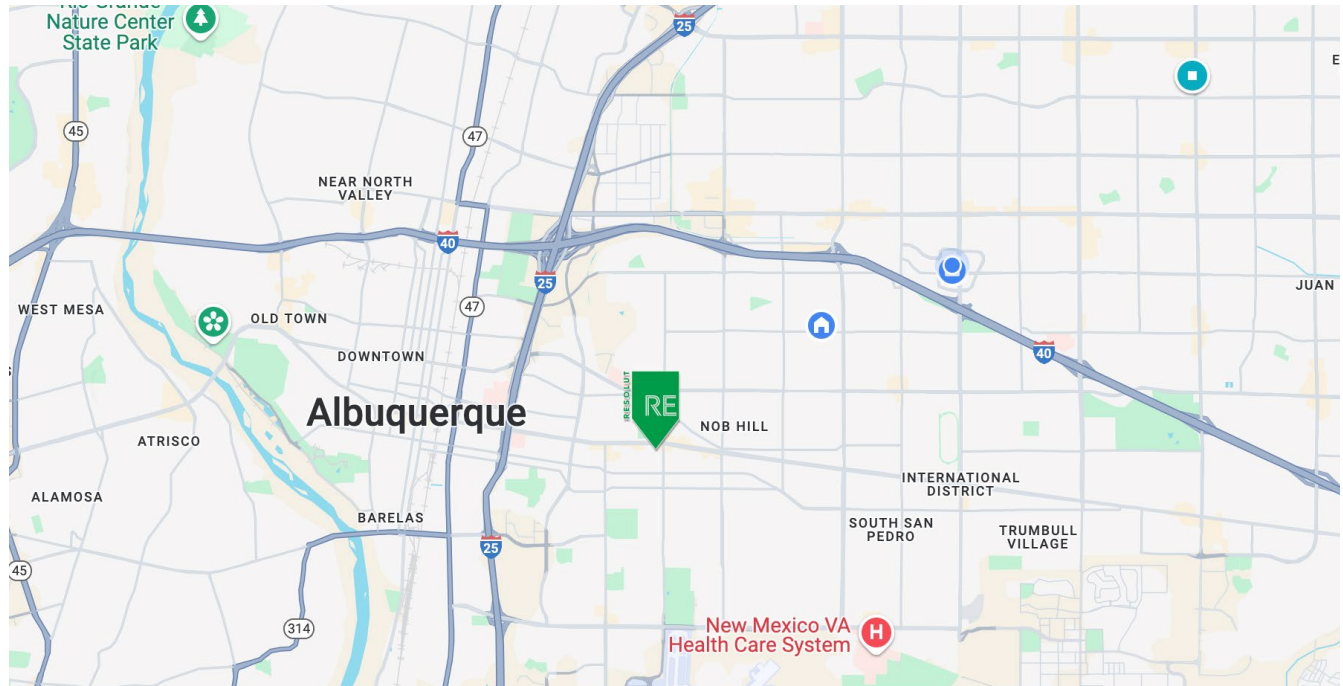 Rio Grande
Nature Center
State Park
25
45
47
NEAR NORTH
VALLEY
40
25
47
JUAN
WEST MESA
OLD TOWN
DOWNTOWN
40
RESOLUT
RE
Albuquerque
NOB HILL
ATRISCO
INTERNATIONAL
DISTRICT
ALAMOSA
BARELAS
SOUTH SAN
PEDRO
TRUMBULL
VILLAGE
25
45
314
New Mexico VA
Health Care System
H